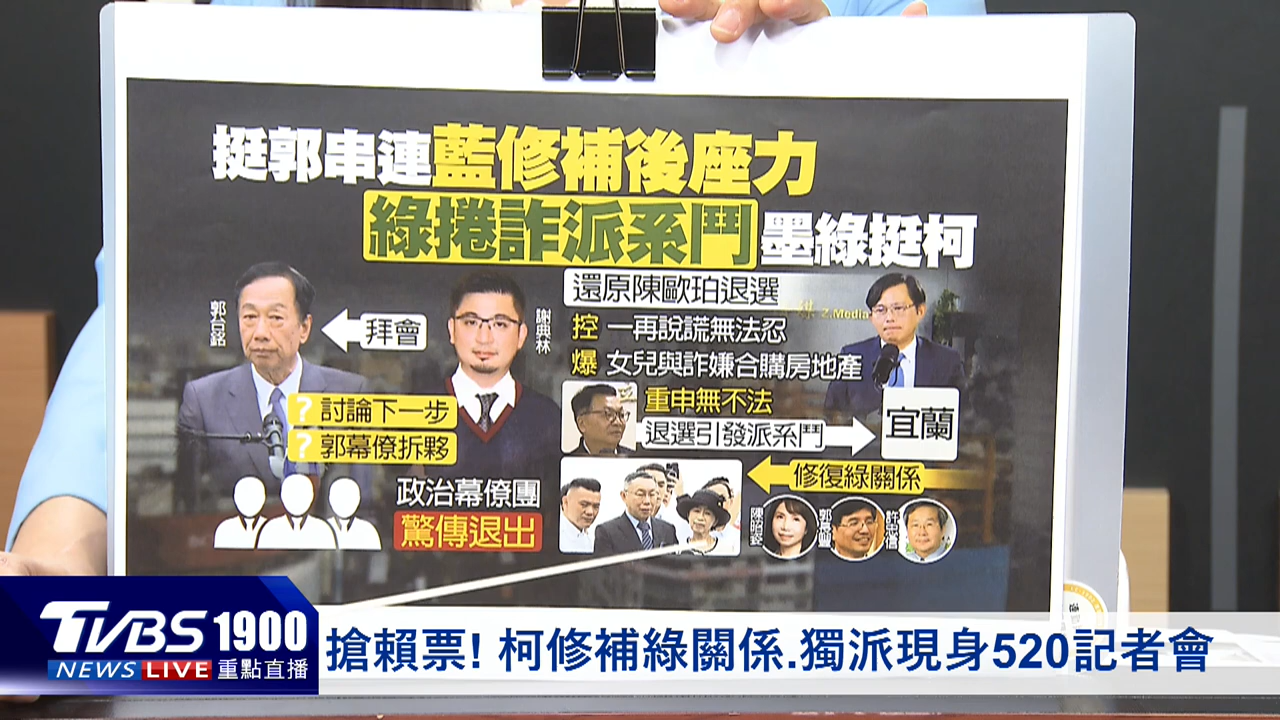 挺郭串連藍修補後座力
綠捲詐派系鬥墨綠挺柯
郭台銘
拜會
謝典林
?討論下一步
?郭幕僚拆夥
政治幕僚團
驚傳退出
還原陳歐珀退選
控 一再說謊無法忍
爆 女兒與詐嫌合購房地產
重申無不法
退選引發派系鬥
宜蘭
Z.Media
修復綠關係
陳昭姿
許忠信
TVBS 1900
NEWS LIVE 重點直播
搶賴票! 柯修補綠關係.獨派現身520記者會